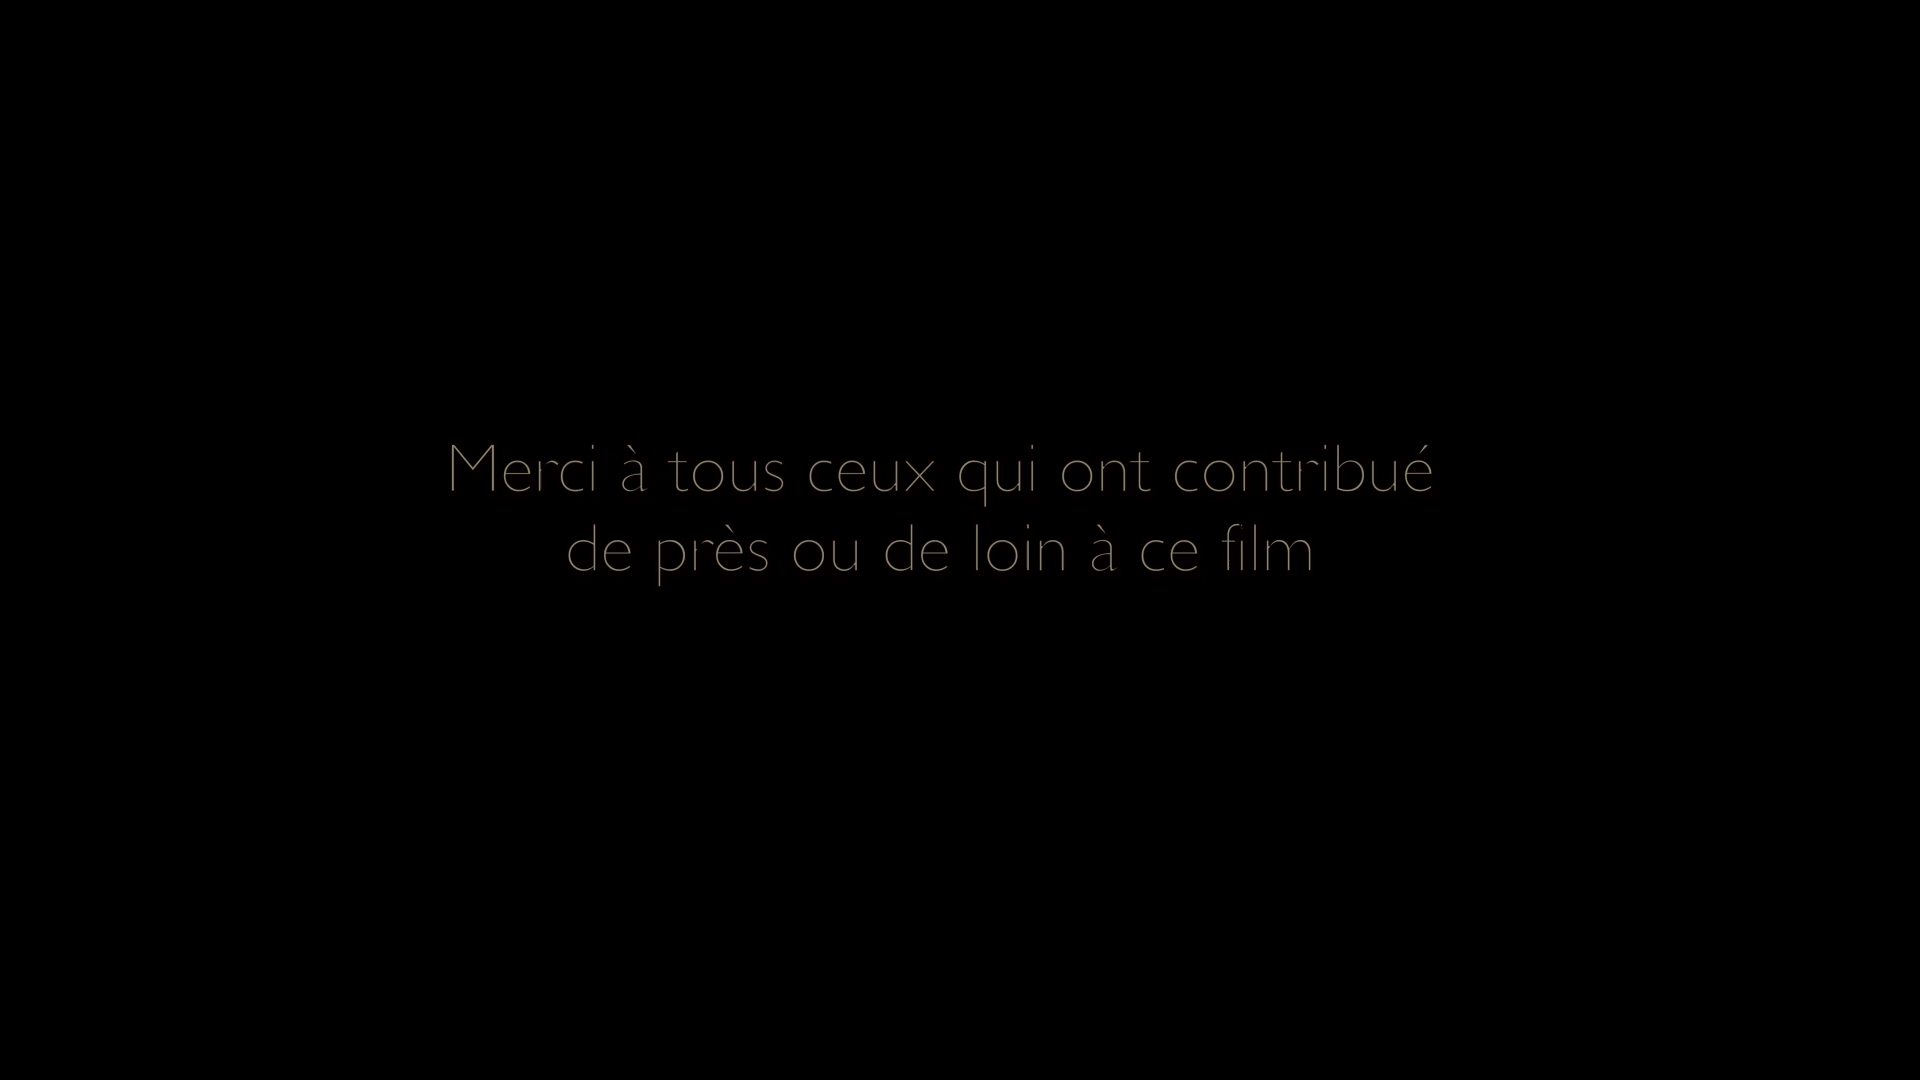 Merci à tous ceux qui ont contribué
de près ou de loin à ce film